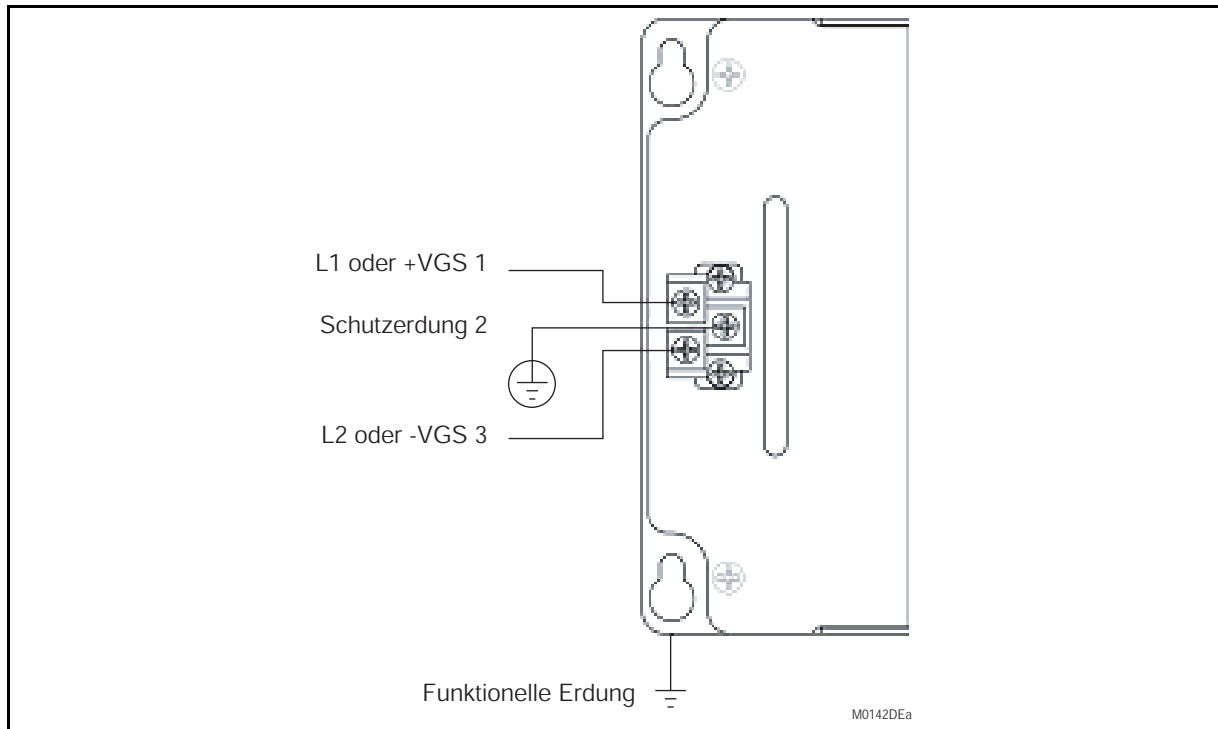 L1 oder +VGS 1
Schutzerdung 2
L2 oder -VGS 3
Funktionelle Erdung
M0142DEa